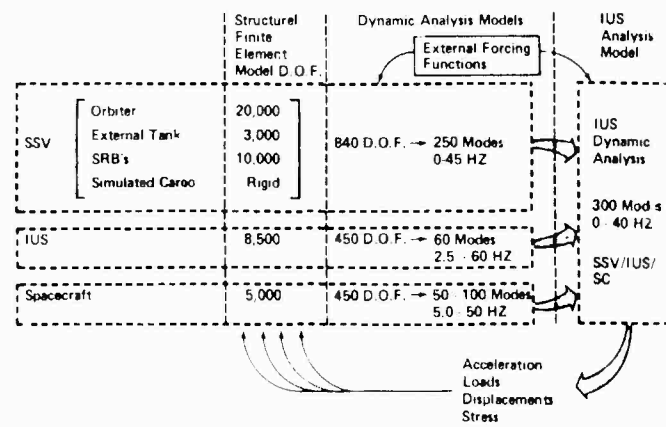 Structurel
Finite
Element
Model D.O.F.
Dynamic Analysis Models
IUS
Analysis
Model
External Forcing
Functions
SSV
Orbiter 20,000
External Tank 3,000
SRB's 10,000
Simulated Cargo Rigid
840 D.O.F. → 250 Modes
0-45 HZ
IUS
Dynamic
Analysis
300 Modes
0 - 40 HZ
SSV/IUS/
SC
IUS 8,500 450 D.O.F. → 60 Modes
2.5 - 60 HZ
Spacecraft 5,000 450 D.O.F. → 50 - 100 Modes
5.0 - 50 HZ
Acceleration
Loads
Displacements
Stress